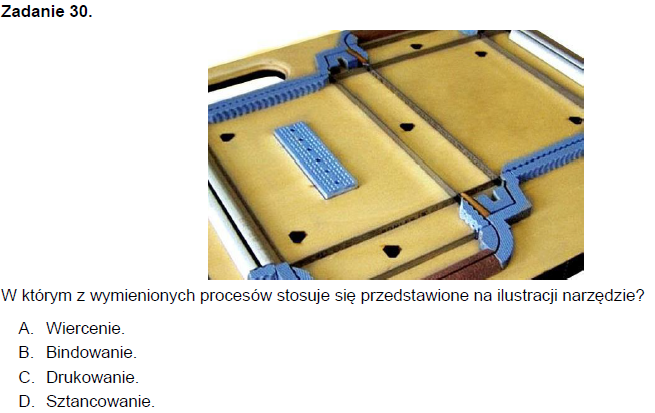 Zadanie 30.
W którym z wymienionych procesów stosuje się przedstawione na ilustracji narzędzie?
A. Wiercenie.
B. Bindowanie.
C. Drukowanie.
D. Sztancowanie.